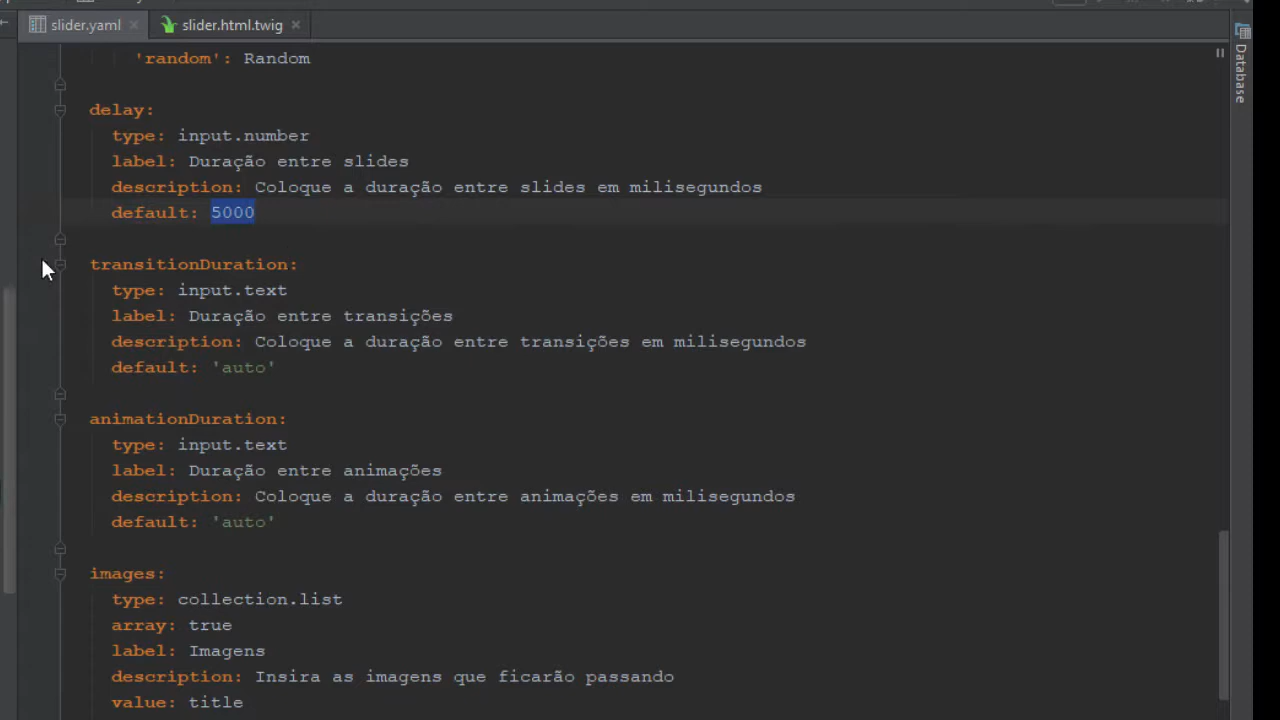 slider.yaml
slider.html.twig
Database
'random': Random
delay:
type: input.number
label: Duração entre slides
description: Coloque a duração entre slides em milisegundos
default: 5000
transitionDuration:
type: input.text
label: Duração entre transições
description: Coloque a duração entre transições em milisegundos
default: 'auto'
animationDuration:
type: input.text
label: Duração entre animações
description: Coloque a duração entre animações em milisegundos
default: 'auto'
images:
type: collection.list
array: true
label: Imagens
description: Insira as imagens que ficarão passando
value: title